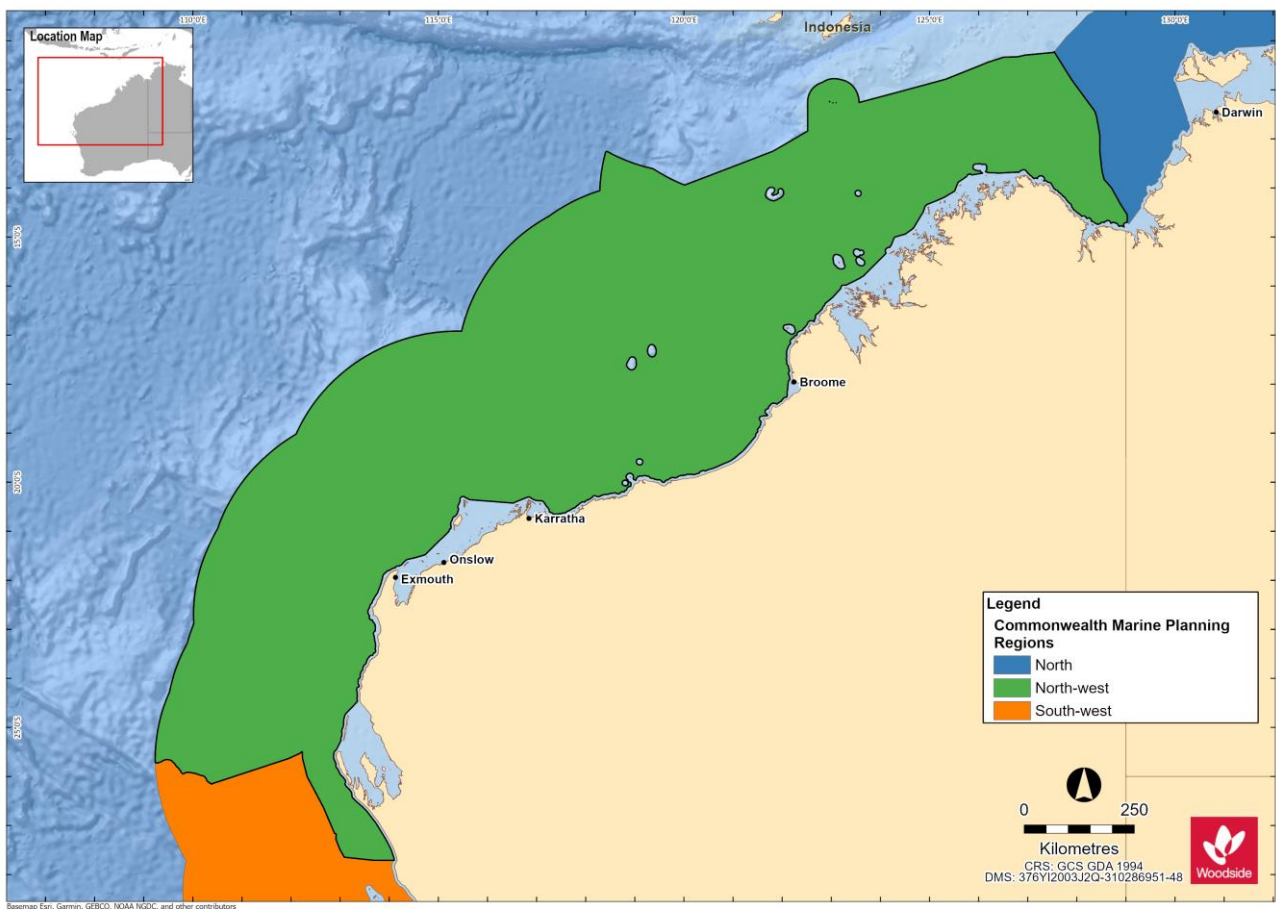 110°0'E
115°0'E
120°0'E
125°0'E
130°0'E
Location Map
Indonesia
Darwin
15°0'S
Broome
20°0'S
Karratha
Onslow
Exmouth
25°0'S
Legend
Commonwealth Marine Planning
Regions
North
North-west
South-west
0
250
Kilometres
CRS: GCS GDA 1994
DMS: 376YI2003J2Q-310286951-48
Woodside
Basemap Esri, Garmin, GEBCO, NOAA NGDC, and other contributors